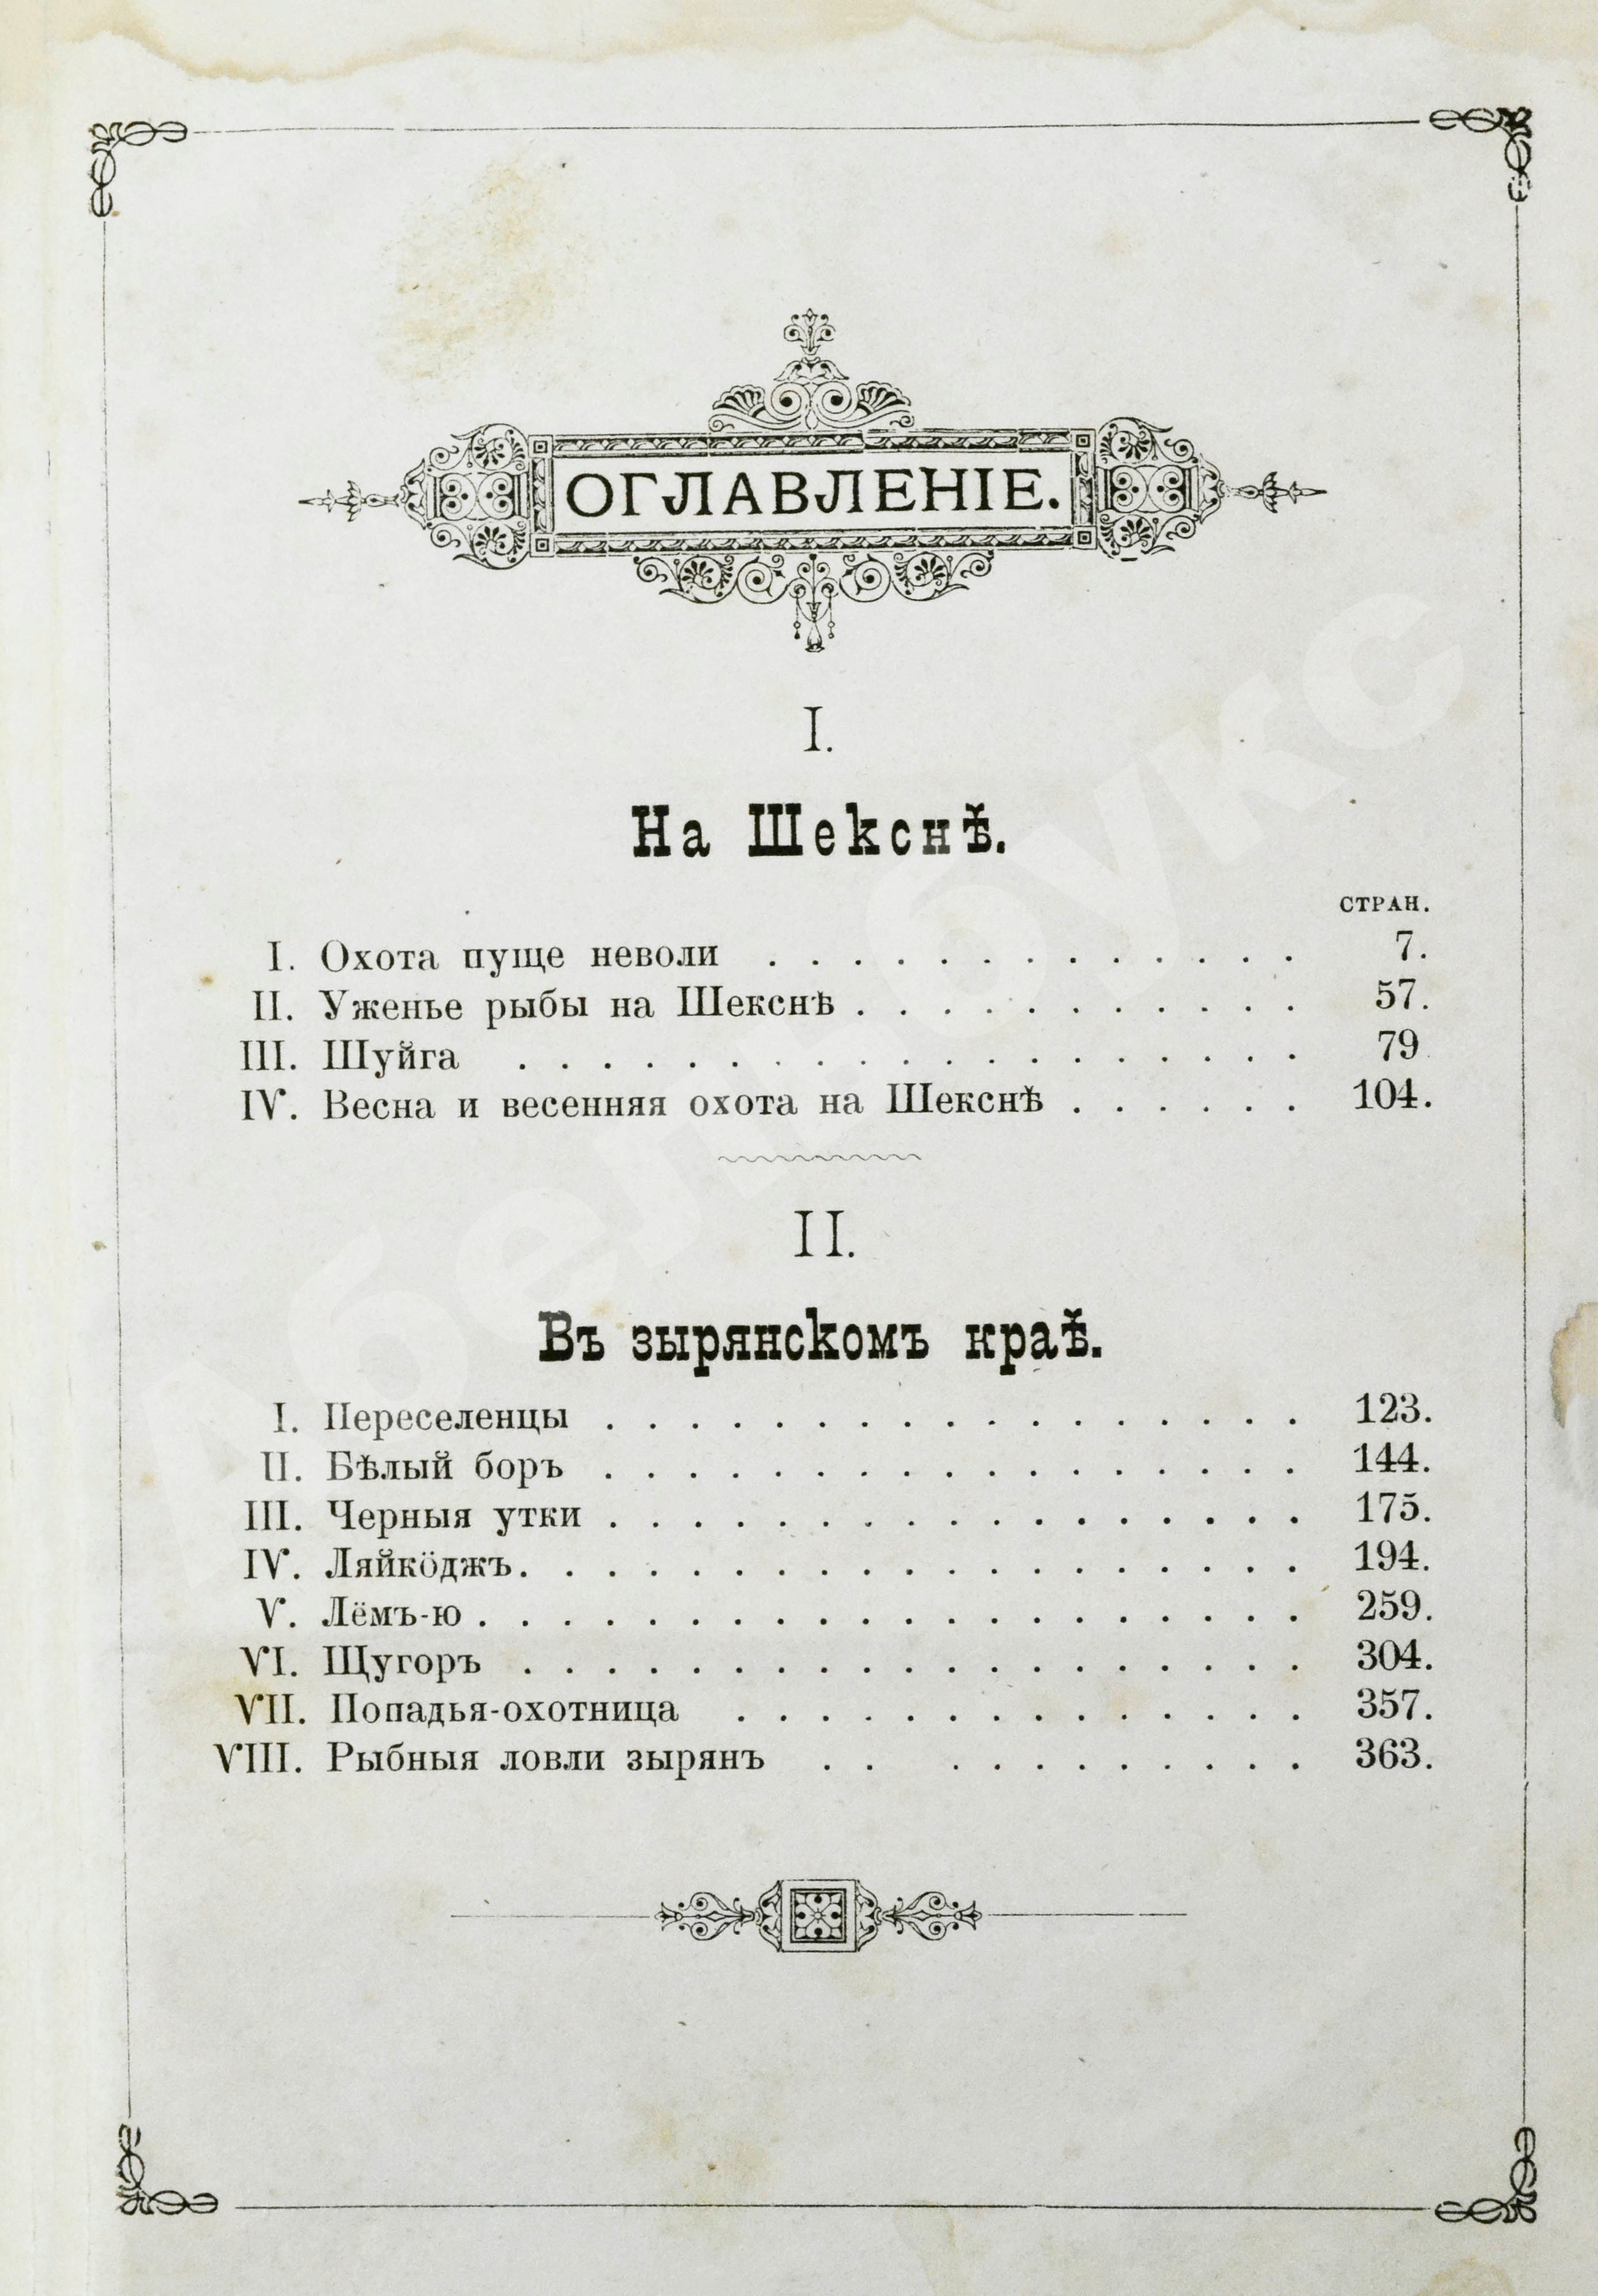 ОГЛАВЛЕНІЕ.
I.
На Шекснѣ.
СТРАН.
I. Охота пуще неволи . . . . . . . . . . . . . 7.
II. Уженье рыбы на Шекснѣ . . . . . . . . . . . 57.
III. Шуйга . . . . . . . . . . . . . . . . . . . 79
IV. Весна и весенняя охота на Шекснѣ . . . . . . 104.
II.
Въ зырянскомъ краѣ.
I. Переселенцы . . . . . . . . . . . . . . . . . 123.
II. Бѣлый боръ . . . . . . . . . . . . . . . . . 144.
III. Черныя утки . . . . . . . . . . . . . . . . . 175.
IV. Ляйкӧджъ. . . . . . . . . . . . . . . . . . . 194.
V. Лёмъ-ю . . . . . . . . . . . . . . . . . . . . 259.
VI. Щугоръ . . . . . . . . . . . . . . . . . . . 304.
VII. Попадья-охотница . . . . . . . . . . . . . . 357.
VIII. Рыбныя ловли зырянъ . . . . . . . . . . . 363.
Абельбукс